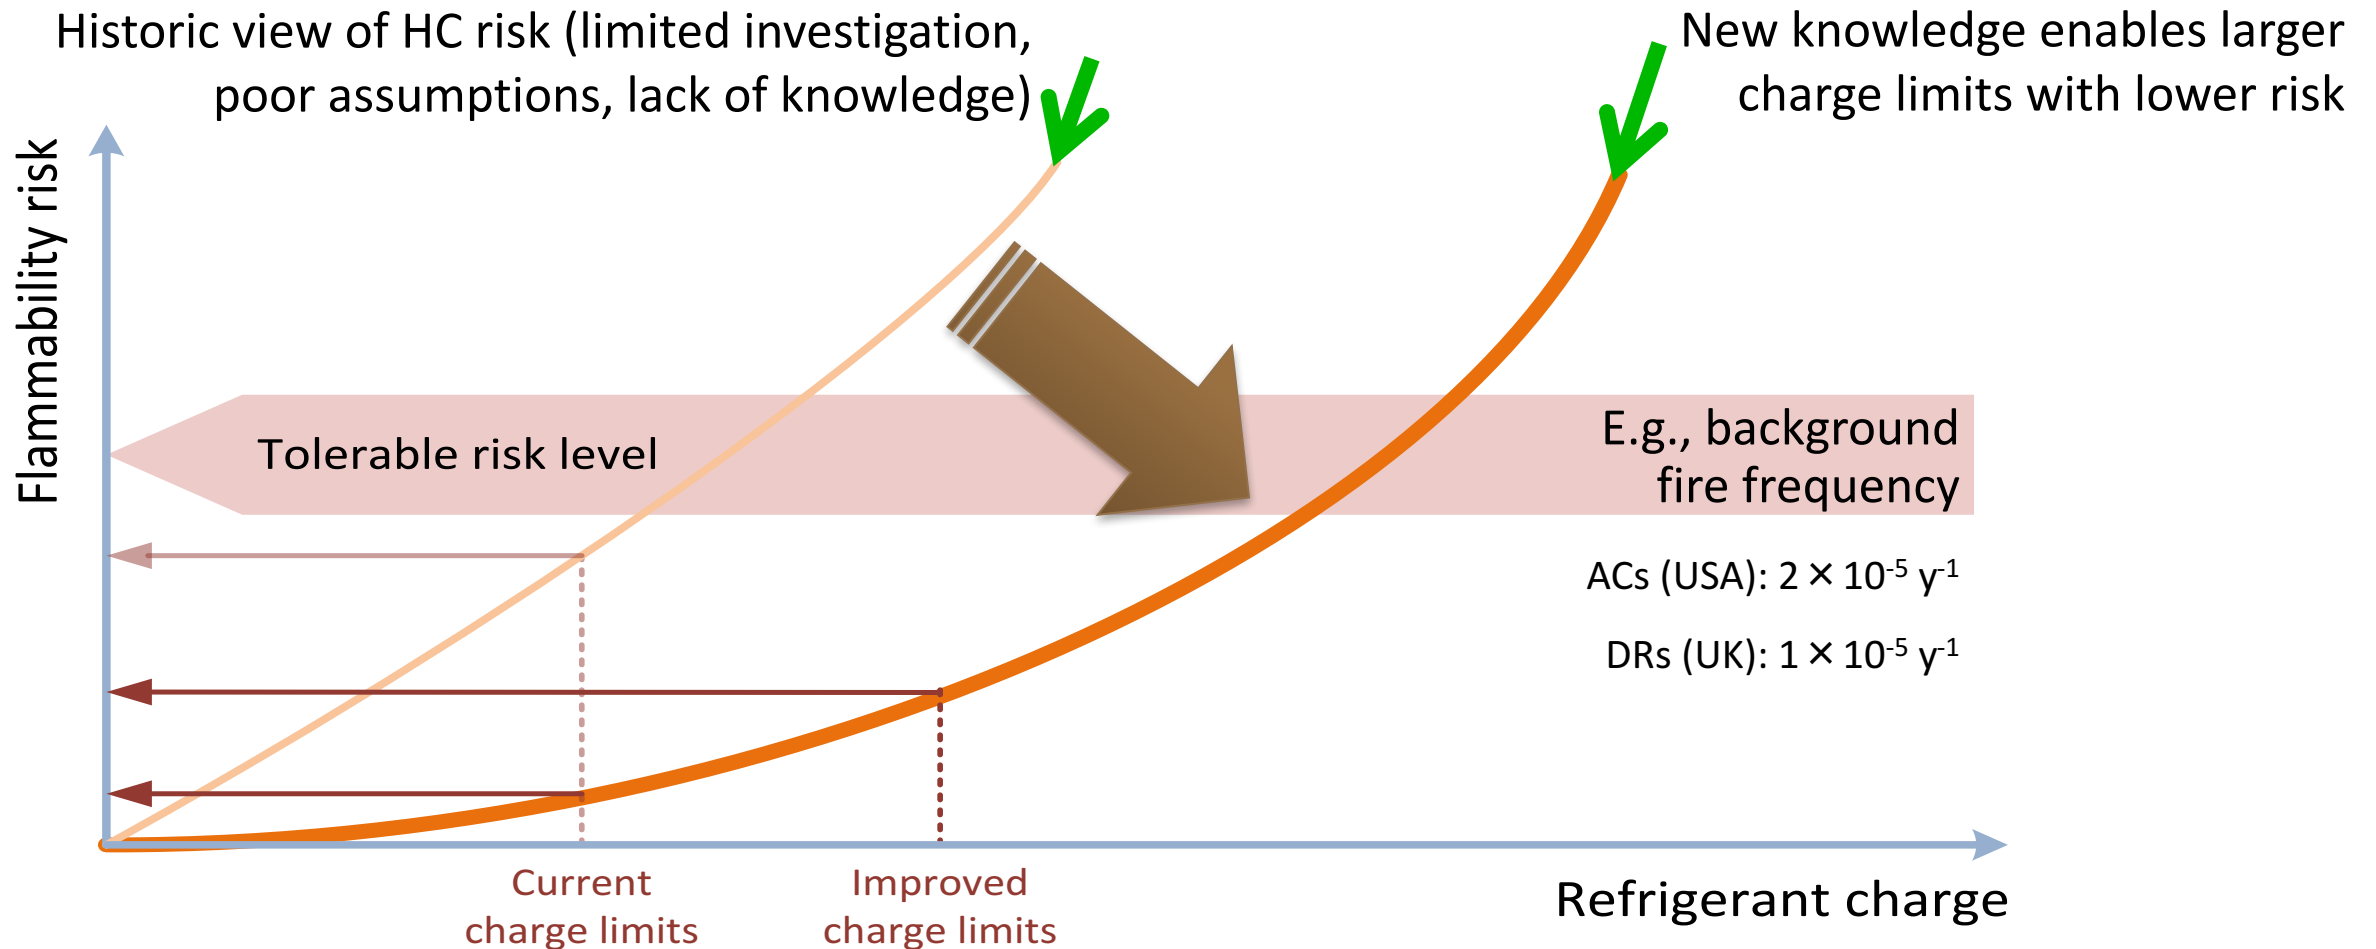 Historic view of HC risk (limited investigation,
poor assumptions, lack of knowledge)
New knowledge enables larger
charge limits with lower risk
Flammability risk
Tolerable risk level
E.g., background
fire frequency
ACs (USA): 2 × 10⁻⁵ y⁻¹
DRs (UK): 1 × 10⁻⁵ y⁻¹
Current
charge limits
Improved
charge limits
Refrigerant charge